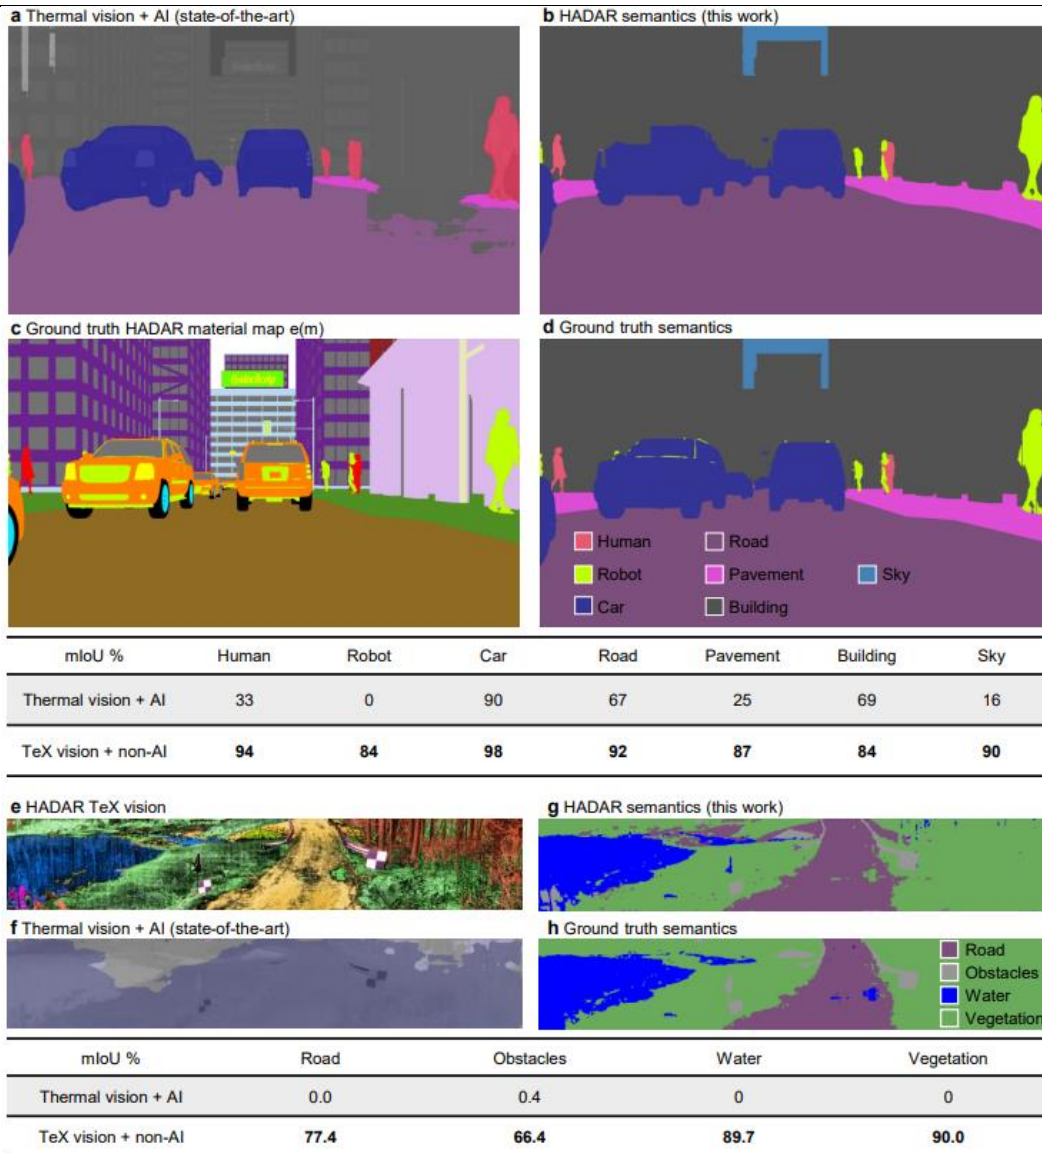 a Thermal vision + AI (state-of-the-art)
b HADAR semantics (this work)
c Ground truth HADAR material map e(m)
d Ground truth semantics
Human
Road
Robot
Pavement
Sky
Car
Building
mIoU % Human Robot Car Road Pavement Building Sky
Thermal vision + AI 33 0 90 67 25 69 16
TeX vision + non-AI 94 84 98 92 87 84 90
e HADAR TeX vision
g HADAR semantics (this work)
f Thermal vision + AI (state-of-the-art)
h Ground truth semantics
Road
Obstacles
Water
Vegetation
mIoU % Road Obstacles Water Vegetation
Thermal vision + AI 0.0 0.4 0 0
TeX vision + non-AI 77.4 66.4 89.7 90.0